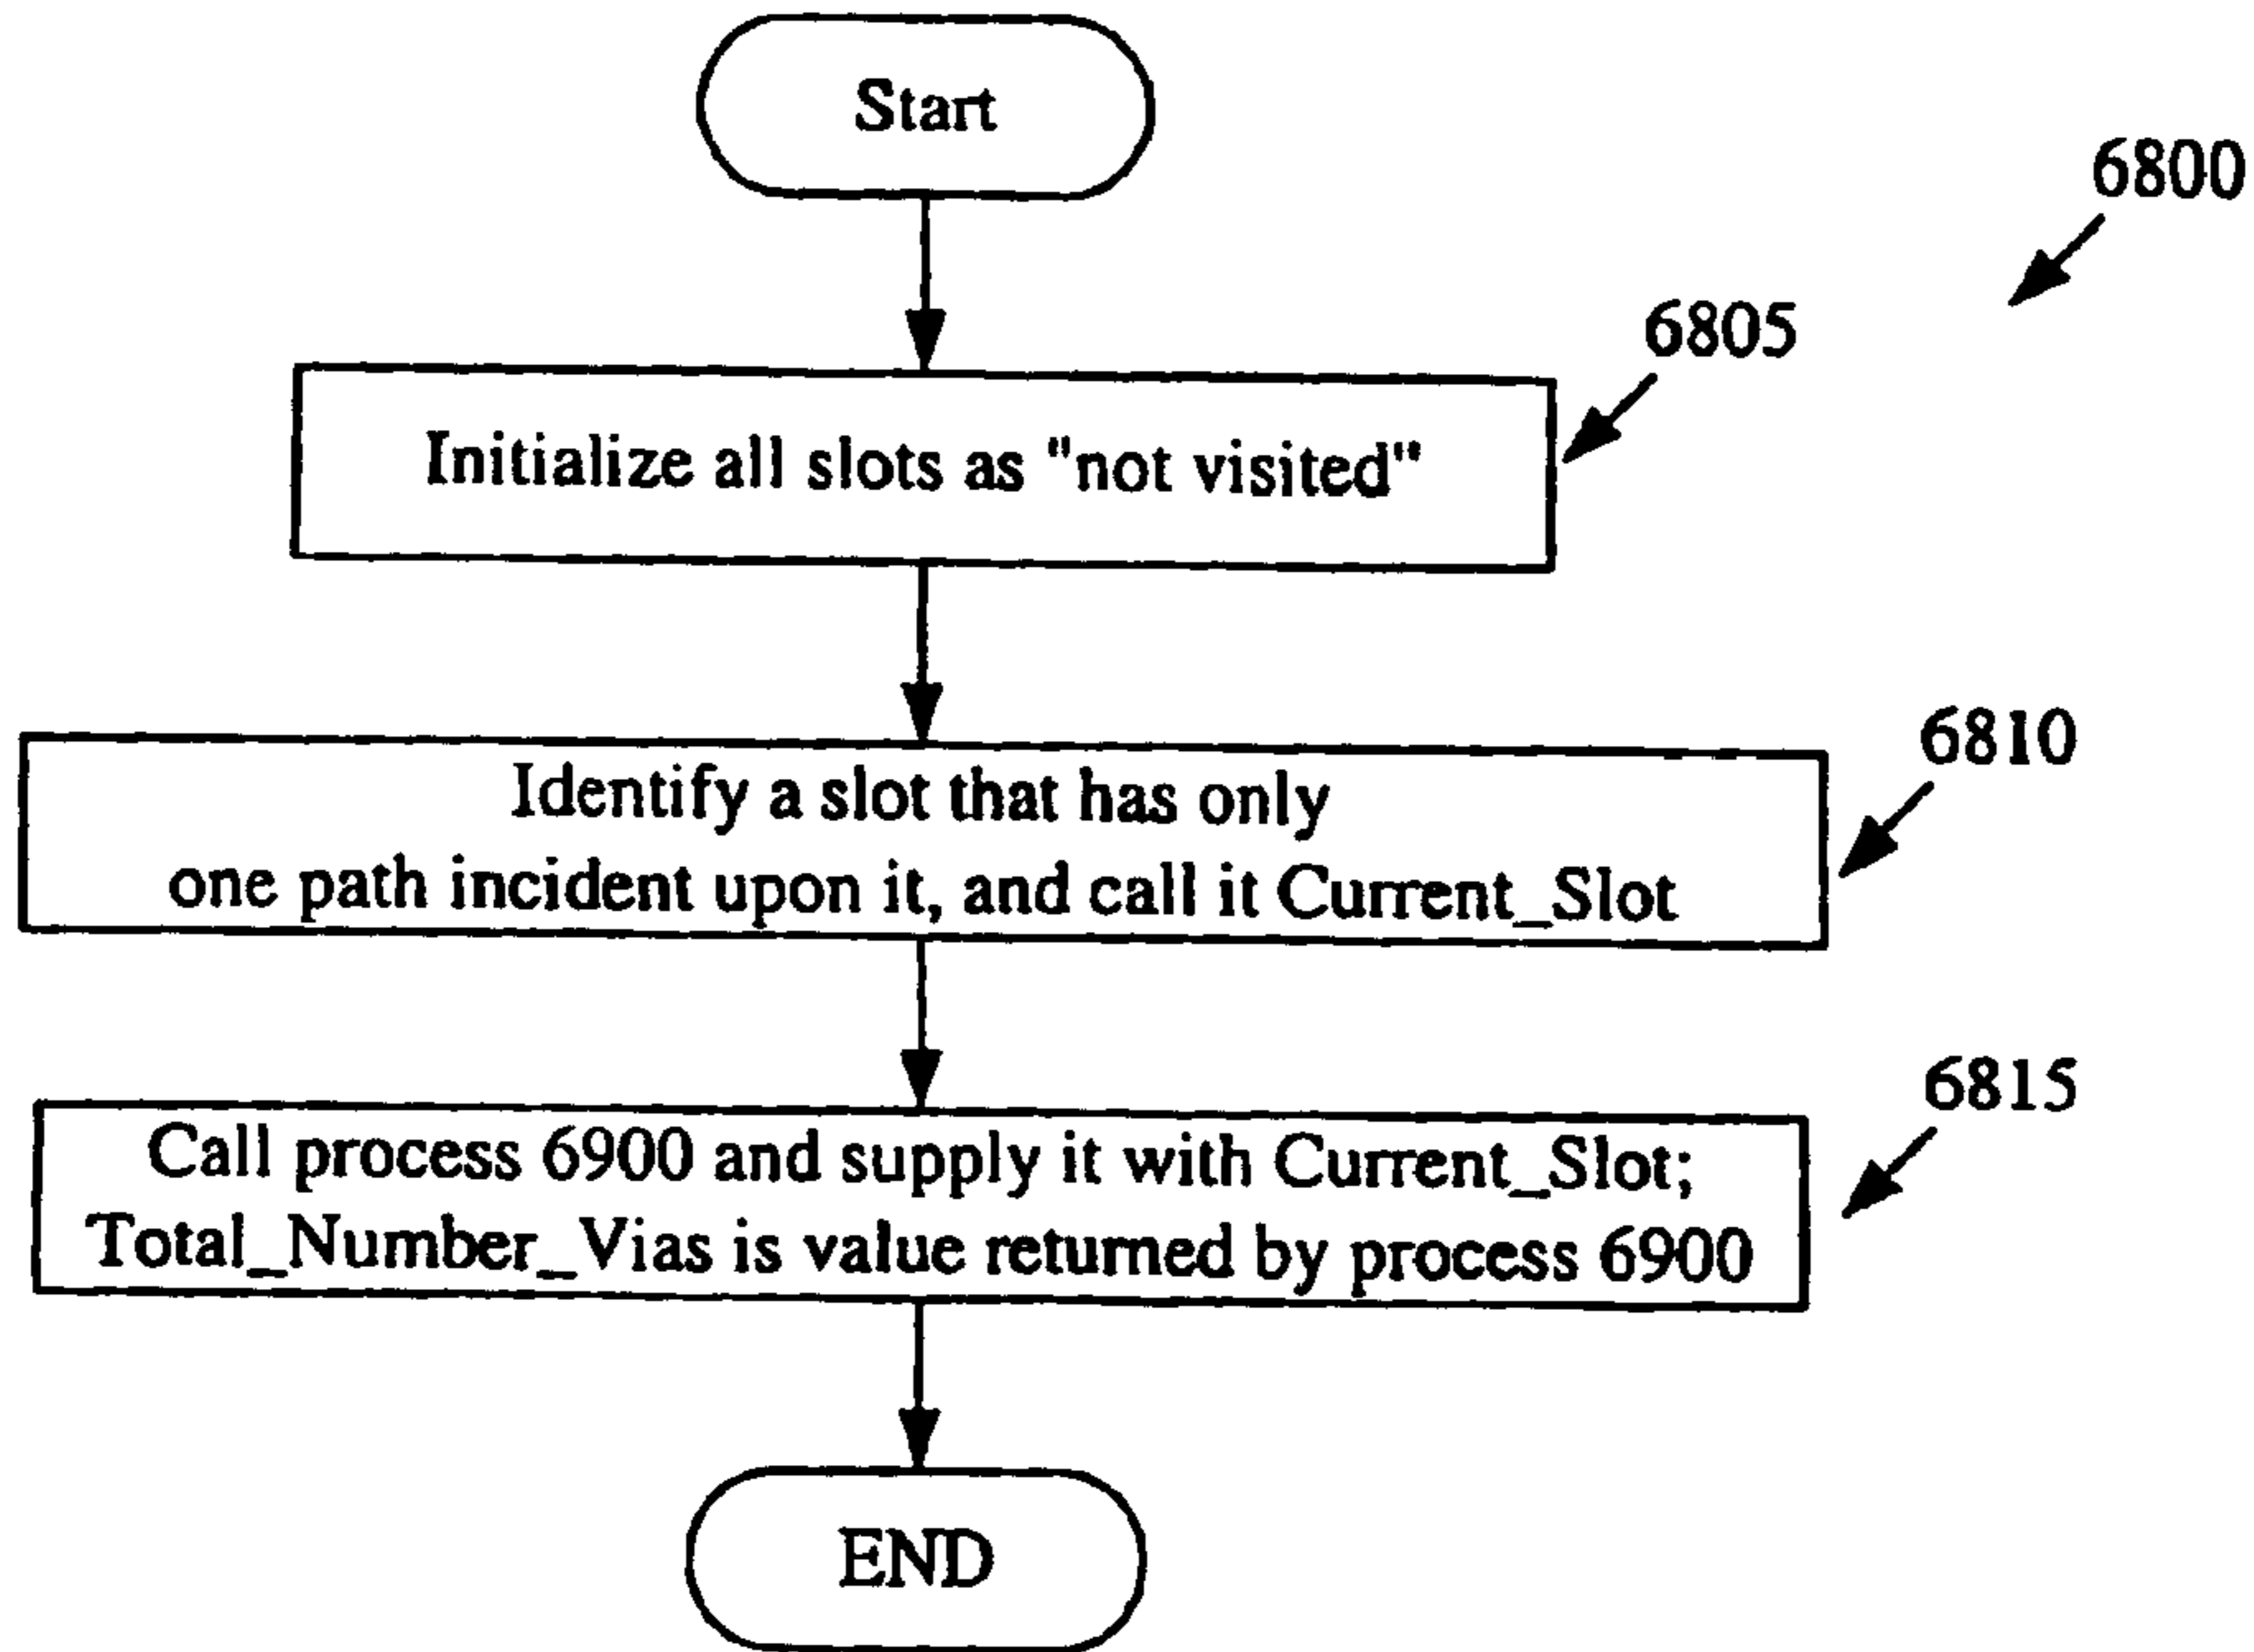 Start
6800
6805
Initialize all slots as "not visited"
6810
Identify a slot that has only
one path incident upon it, and call it Current_Slot
6815
Call process 6900 and supply it with Current_Slot;
Total_Number_Vias is value returned by process 6900
END